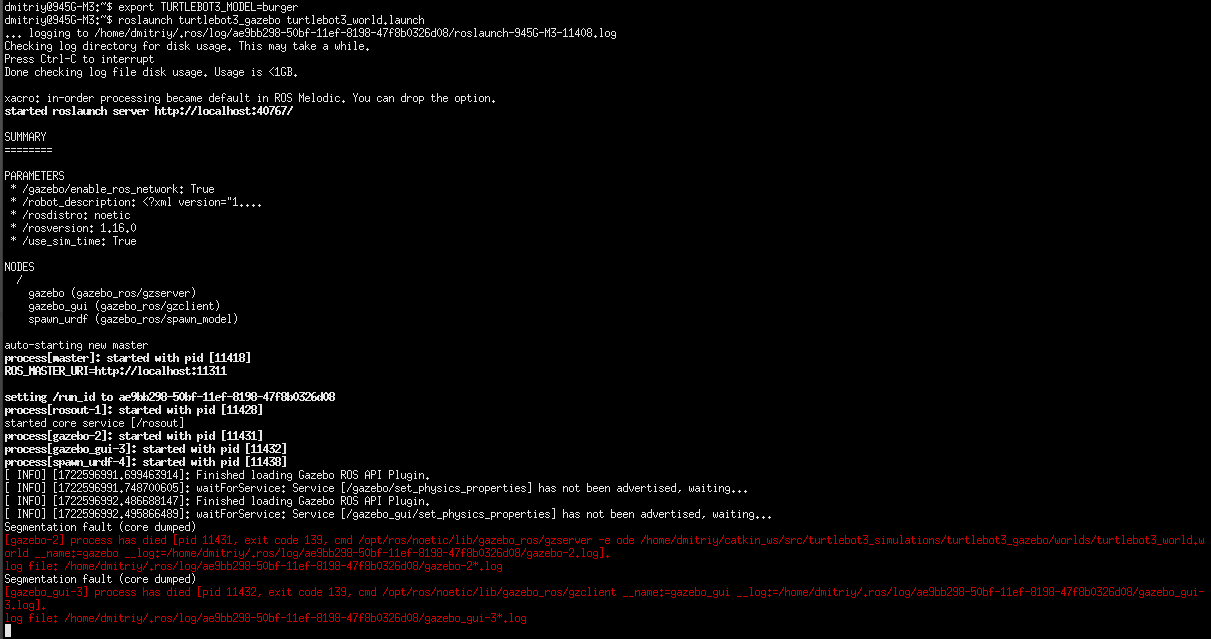 dmitriy@945G-M3:~$ export TURTLEBOT3_MODEL=burger
dmitriy@945G-M3:~$ roslaunch turtlebot3_gazebo turtlebot3_world.launch
... logging to /home/dmitriy/.ros/log/ae9bb298-50bf-11ef-8198-47f8b0326d08/roslaunch-945G-M3-11408.log
Checking log directory for disk usage. This may take a while.
Press Ctrl-C to interrupt
Done checking log file disk usage. Usage is <1GB.
xacro: in-order processing became default in ROS Melodic. You can drop the option.
started roslaunch server http://localhost:40767/
SUMMARY
========
PARAMETERS
 * /gazebo/enable_ros_network: True
 * /robot_description: <?xml version="1....
 * /rosdistro: noetic
 * /rosversion: 1.16.0
 * /use_sim_time: True
NODES
  /
    gazebo (gazebo_ros/gzserver)
    gazebo_gui (gazebo_ros/gzclient)
    spawn_urdf (gazebo_ros/spawn_model)
auto-starting new master
process[master]: started with pid [11418]
ROS_MASTER_URI=http://localhost:11311
setting /run_id to ae9bb298-50bf-11ef-8198-47f8b0326d08
process[rosout-1]: started with pid [11428]
started core service [/rosout]
process[gazebo-2]: started with pid [11431]
process[gazebo_gui-3]: started with pid [11432]
process[spawn_urdf-4]: started with pid [11438]
[ INFO] [1722596991.699463914]: Finished loading Gazebo ROS API Plugin.
[ INFO] [1722596991.748700605]: waitForService: Service [/gazebo/set_physics_properties] has not been advertised, waiting...
[ INFO] [1722596992.486688147]: Finished loading Gazebo ROS API Plugin.
[ INFO] [1722596992.495866489]: waitForService: Service [/gazebo_gui/set_physics_properties] has not been advertised, waiting...
Segmentation fault (core dumped)
[gazebo-2] process has died [pid 11431, exit code 139, cmd /opt/ros/noetic/lib/gazebo_ros/gzserver -e ode /home/dmitriy/catkin_ws/src/turtlebot3_simulations/turtlebot3_gazebo/worlds/turtlebot3_world.w
orld __name:=gazebo __log:=/home/dmitriy/.ros/log/ae9bb298-50bf-11ef-8198-47f8b0326d08/gazebo-2.log].
log file: /home/dmitriy/.ros/log/ae9bb298-50bf-11ef-8198-47f8b0326d08/gazebo-2*.log
Segmentation fault (core dumped)
[gazebo_gui-3] process has died [pid 11432, exit code 139, cmd /opt/ros/noetic/lib/gazebo_ros/gzclient __name:=gazebo_gui __log:=/home/dmitriy/.ros/log/ae9bb298-50bf-11ef-8198-47f8b0326d08/gazebo_gui-
3.log].
log file: /home/dmitriy/.ros/log/ae9bb298-50bf-11ef-8198-47f8b0326d08/gazebo_gui-3*.log